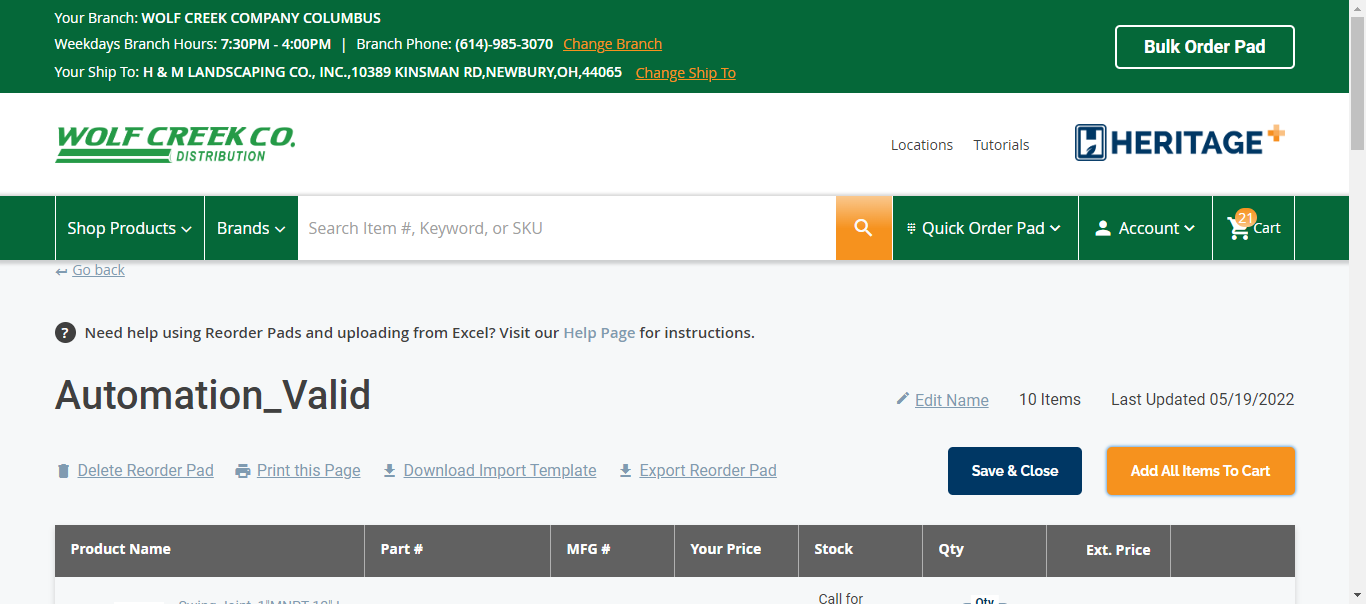 Your Branch: WOLF CREEK COMPANY COLUMBUS
Weekdays Branch Hours: 7:30PM - 4:00PM | Branch Phone: (614)-985-3070 Change Branch
Your Ship To: H & M LANDSCAPING CO., INC.,10389 KINSMAN RD,NEWBURY,OH,44065 Change Ship To
Bulk Order Pad
WOLF CREEK CO.
DISTRIBUTION
Locations Tutorials
HERITAGE+
Shop Products Brands Search Item #, Keyword, or SKU Quick Order Pad Account 21 Cart
Go back
? Need help using Reorder Pads and uploading from Excel? Visit our Help Page for instructions.
Automation_Valid
Edit Name 10 Items Last Updated 05/19/2022
Delete Reorder Pad Print this Page Download Import Template Export Reorder Pad
Save & Close Add All Items To Cart
Product Name Part # MFG # Your Price Stock Qty Ext. Price
Call for
Qty